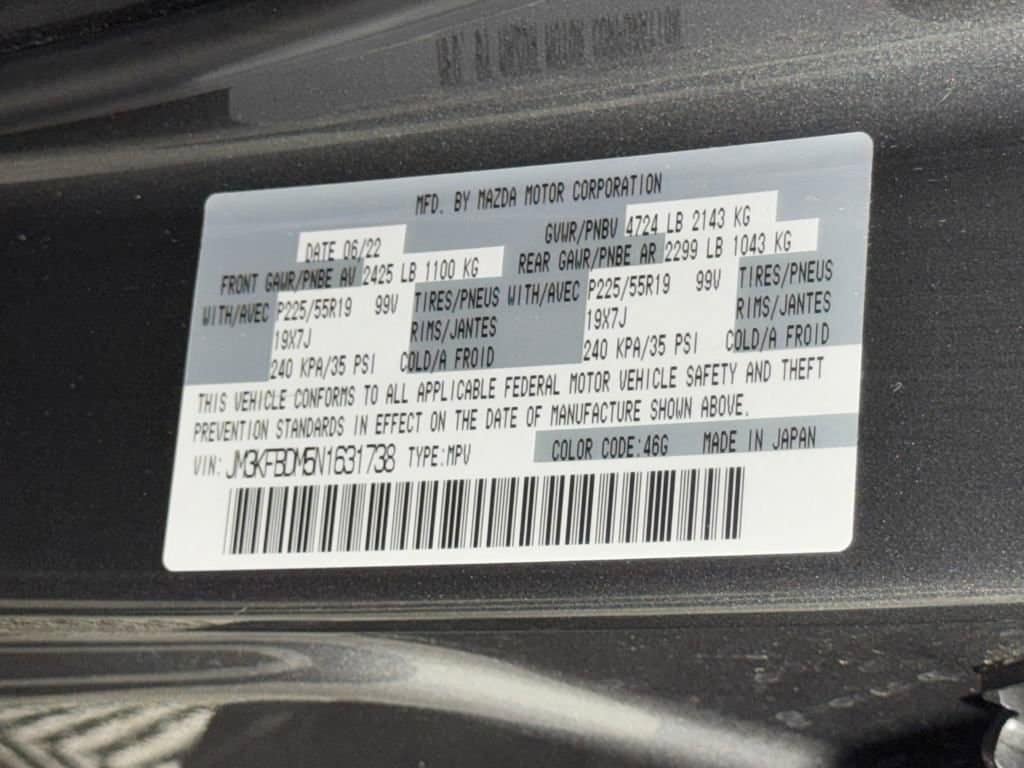 MFD. BY MAZDA MOTOR CORPORATION
DATE 06/22 GVWR/PNBV 4724 LB 2143 KG
FRONT GAWR/PNBE AV 2425 LB 1100 KG REAR GAWR/PNBE AR 2299 LB 1043 KG
WITH/AVEC P225/55R19 99V TIRES/PNEUS WITH/AVEC P225/55R19 99V TIRES/PNEUS
19X7J RIMS/JANTES 19X7J RIMS/JANTES
240 KPA/35 PSI COLD/A FROID 240 KPA/35 PSI COLD/A FROID
THIS VEHICLE CONFORMS TO ALL APPLICABLE FEDERAL MOTOR VEHICLE SAFETY AND THEFT
PREVENTION STANDARDS IN EFFECT ON THE DATE OF MANUFACTURE SHOWN ABOVE.
VIN: JM3KFBDM5N1631738 TYPE:MPV COLOR CODE:46G MADE IN JAPAN